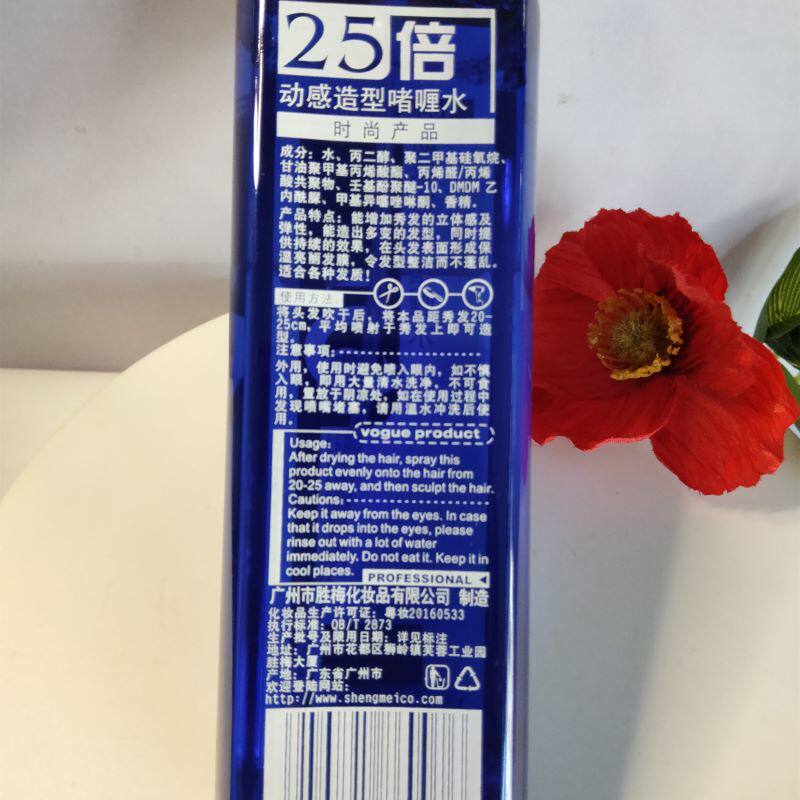 25倍
动感造型啫喱水
时尚产品
成分：水、丙二醇、聚二甲基硅氧烷、
甘油聚甲基丙烯酸酯、丙烯醛/丙烯
酸共聚物、壬基酚聚醚-10、DMDM 乙
内酰脲、甲基异噻唑啉酮、香精。
产品特点：能增加秀发的立体感及
弹性，能造出多变的发型，同时提
供持续的效果，在头发表面形成保
湿亮丽发膜，令发型整洁而不蓬乱。
适合各种发质！
使用方法：
将头发吹干后，将本品距秀发20-
25cm，平均喷射于秀发上即可造
型。
注意事项：
外用，使用时避免喷入眼内，如不慎
入眼，即用大量清水洗净，不可食
用，置放于阴凉处，如在使用过程中
发现喷嘴堵塞，请用温水冲洗后使
用。
vogue product
Usage:
After drying the hair, spray this
product evenly onto the hair from
20-25 away, and then sculpt the hair.
Cautions:
Keep it away from the eyes. In case
that it drops into the eyes, please
rinse out with a lot of water
immediately. Do not eat it. Keep it in
cool places.
PROFESSIONAL
广州市胜梅化妆品有限公司 制造
化妆品生产许可证：粤妆20160533
执行标准：QB/T 2873
生产批号及限用日期：详见标注
地址：广州市花都区狮岭镇芙蓉工业园
胜梅大厦
产地：广东省广州市
欢迎登陆网站：
http://www.shengmeico.com